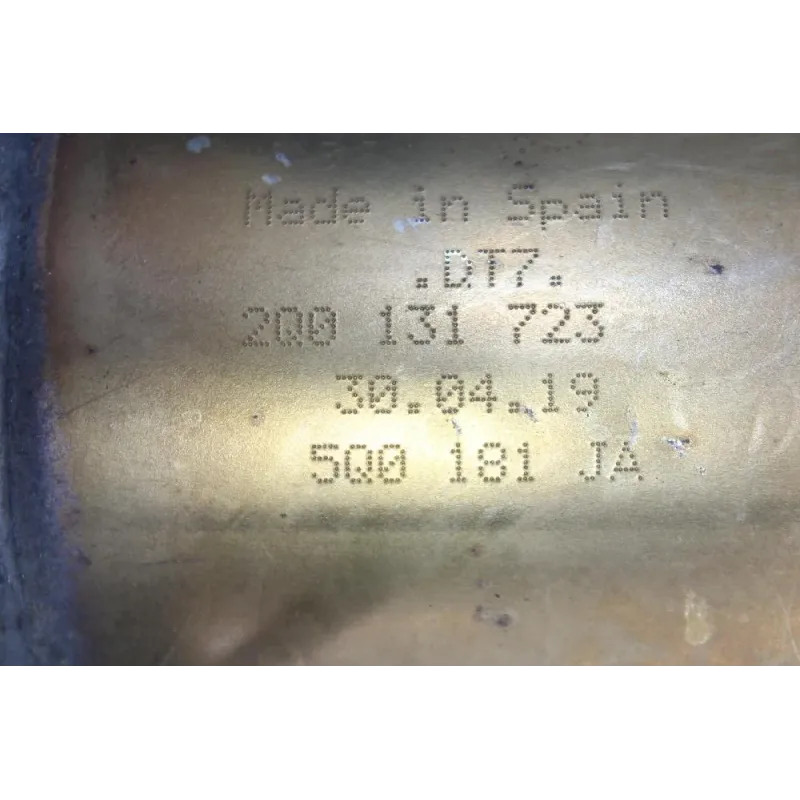 Made in Spain
.DT7.
2Q0 131 723
30.04.19
5Q0 181 JA